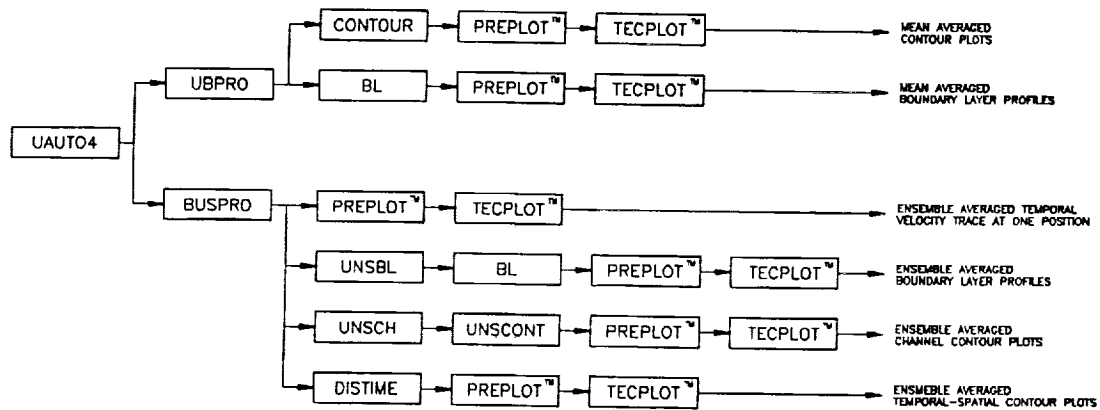 CONTOUR PREPLOT™ TECPLOT™ MEAN AVERAGED
CONTOUR PLOTS
UBPRO BL PREPLOT™ TECPLOT™ MEAN AVERAGED
BOUNDARY LAYER PROFILES
UAUTO4
BUSPRO PREPLOT™ TECPLOT™ ENSEMBLE AVERAGED TEMPORAL
VELOCITY TRACE AT ONE POSITION
UNSBL BL PREPLOT™ TECPLOT™ ENSEMBLE AVERAGED
BOUNDARY LAYER PROFILES
UNSCH UNSCONT PREPLOT™ TECPLOT™ ENSEMBLE AVERAGED
CHANNEL CONTOUR PLOTS
DISTIME PREPLOT™ TECPLOT™ ENSMEBLE AVERAGED
TEMPORAL-SPATIAL CONTOUR PLOTS